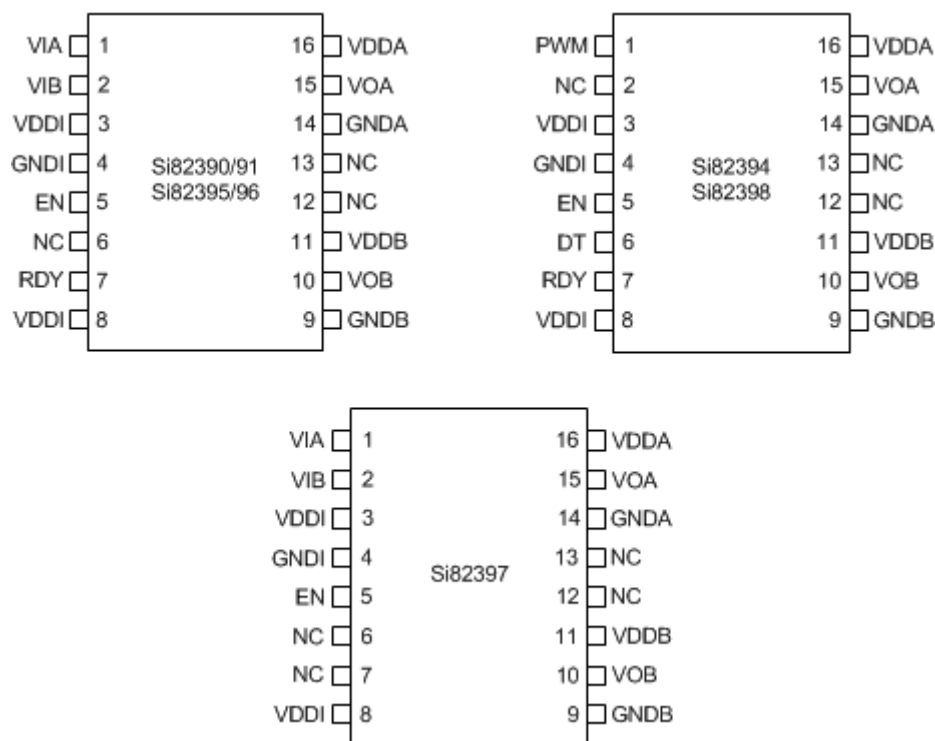 VIA 1 16 VDDA
VIB 2 15 VOA
VDDI 3 14 GNDA
GNDI 4 13 NC
EN 5 12 NC
NC 6 11 VDDB
RDY 7 10 VOB
VDDI 8 9 GNDB
Si82390/91
Si82395/96
PWM 1 16 VDDA
NC 2 15 VOA
VDDI 3 14 GNDA
GNDI 4 13 NC
EN 5 12 NC
DT 6 11 VDDB
RDY 7 10 VOB
VDDI 8 9 GNDB
Si82394
Si82398
VIA 1 16 VDDA
VIB 2 15 VOA
VDDI 3 14 GNDA
GNDI 4 13 NC
EN 5 12 NC
NC 6 11 VDDB
NC 7 10 VOB
VDDI 8 9 GNDB
Si82397